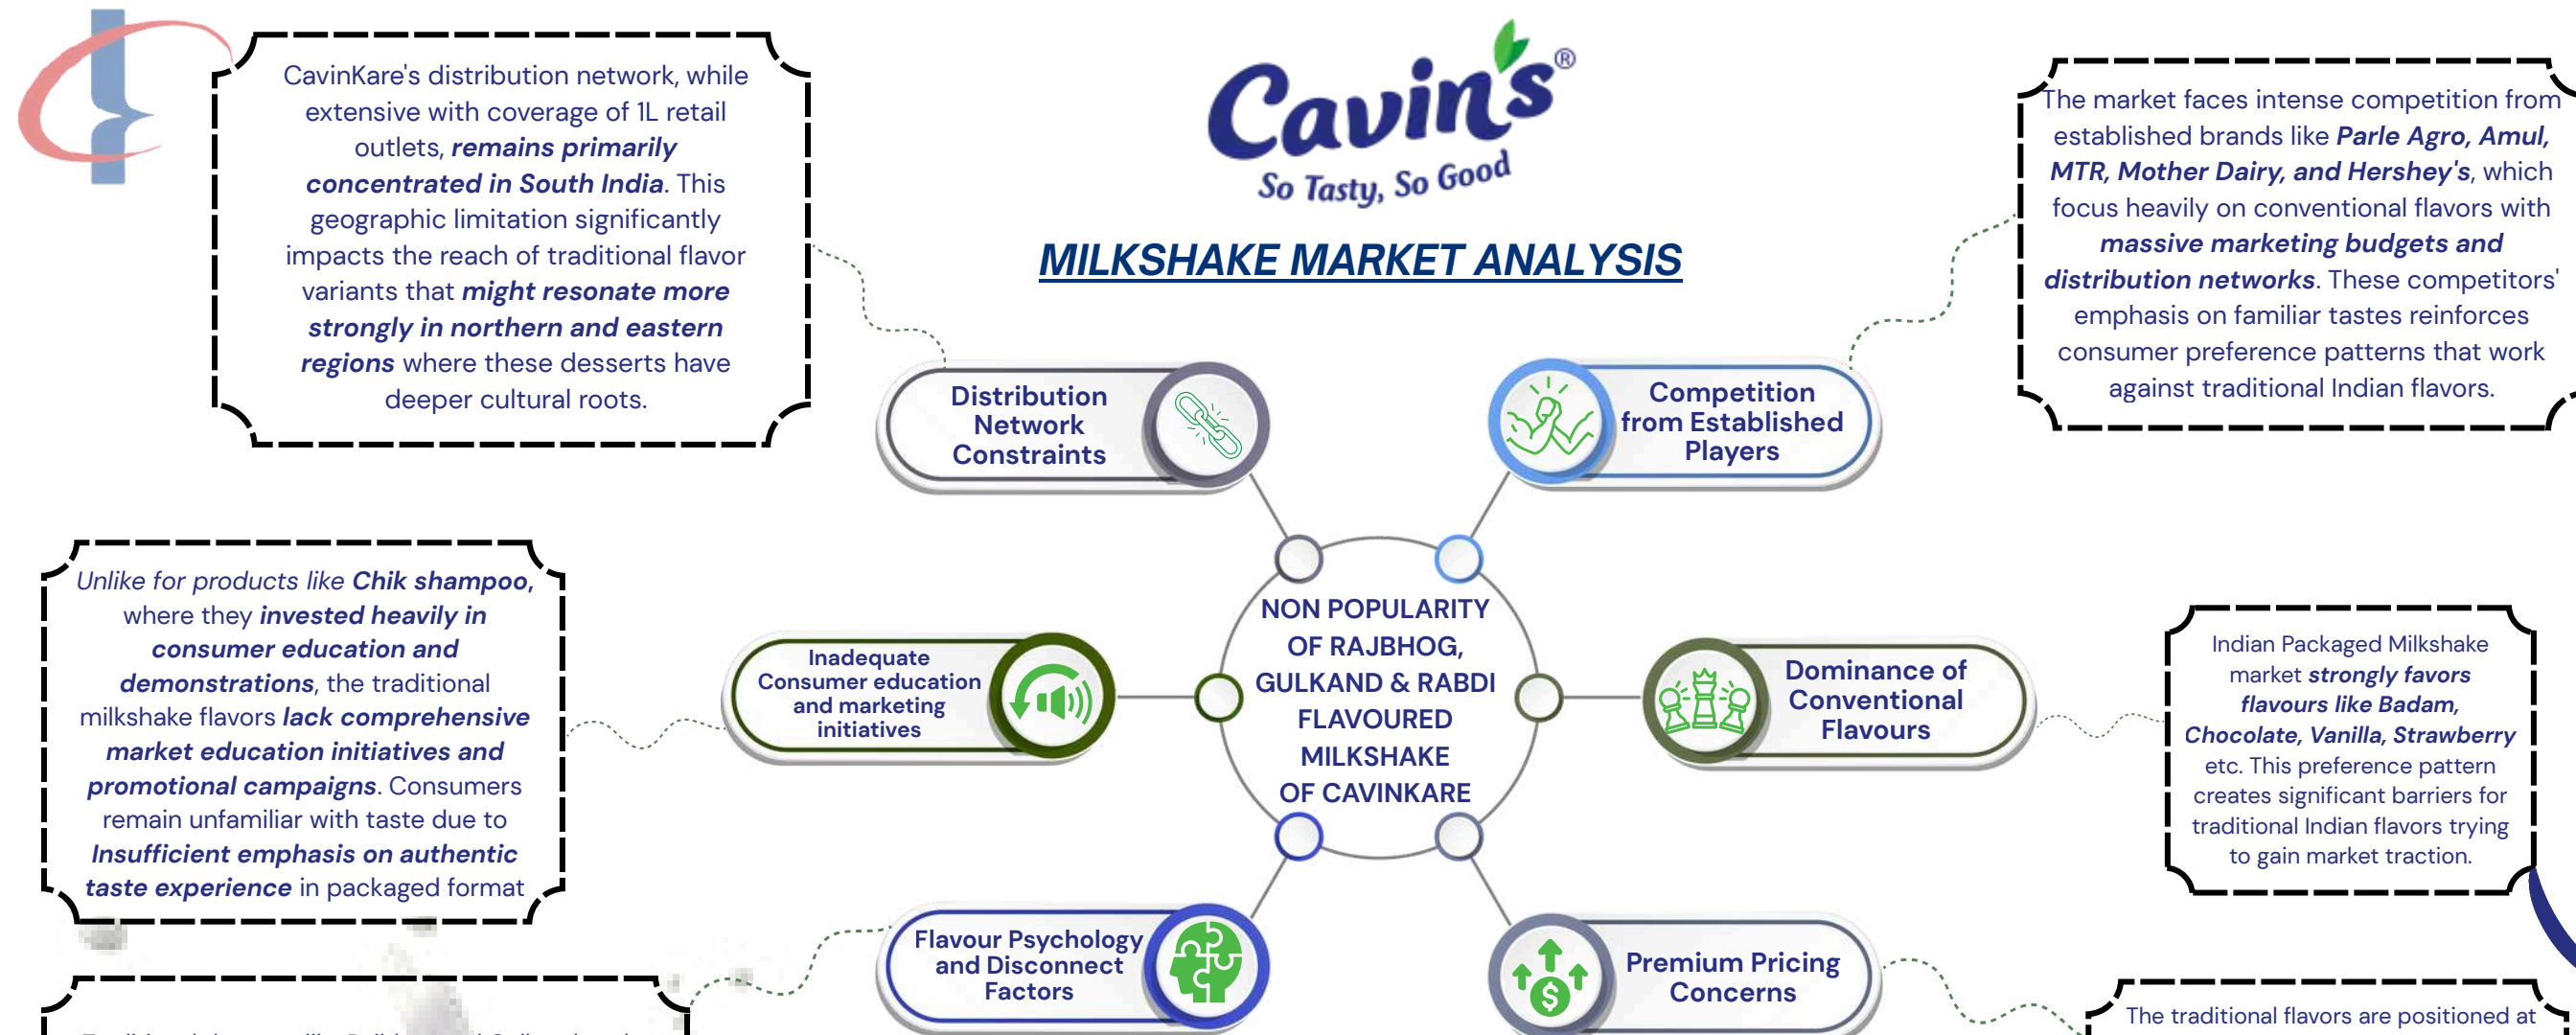 CavinKare's distribution network, while
extensive with coverage of 1L retail
outlets, remains primarily
concentrated in South India. This
geographic limitation significantly
impacts the reach of traditional flavor
variants that might resonate more
strongly in northern and eastern
regions where these desserts have
deeper cultural roots.
Cavin's®
So Tasty, So Good
MILKSHAKE MARKET ANALYSIS
The market faces intense competition from
established brands like Parle Agro, Amul,
MTR, Mother Dairy, and Hershey's, which
focus heavily on conventional flavors with
massive marketing budgets and
distribution networks. These competitors'
emphasis on familiar tastes reinforces
consumer preference patterns that work
against traditional Indian flavors.
Distribution
Network
Constraints
Competition
from Established
Players
Unlike for products like Chik shampoo,
where they invested heavily in
consumer education and
demonstrations, the traditional
milkshake flavors lack comprehensive
market education initiatives and
promotional campaigns. Consumers
remain unfamiliar with taste due to
Insufficient emphasis on authentic
taste experience in packaged format
Inadequate
Consumer education
and marketing
initiatives
NON POPULARITY
OF RAJBHOG,
GULKAND & RABDI
FLAVOURED
MILKSHAKE
OF CAVINKARE
Dominance of
Conventional
Flavours
Indian Packaged Milkshake
market strongly favors
flavours like Badam,
Chocolate, Vanilla, Strawberry
etc. This preference pattern
creates significant barriers for
traditional Indian flavors trying
to gain market traction.
Flavour Psychology
and Disconnect
Factors
$
Premium Pricing
Concerns
The traditional flavors are positioned at